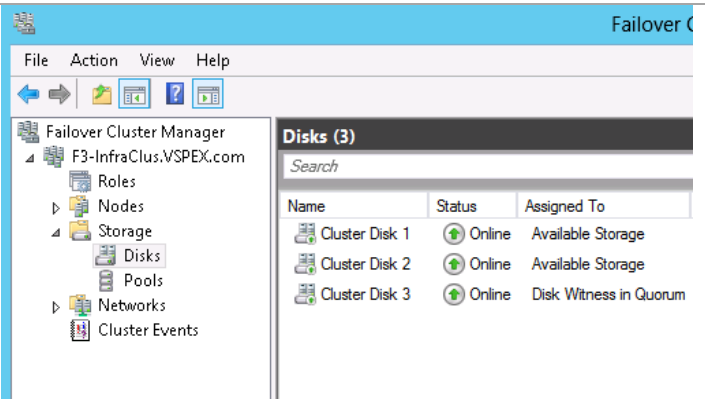 Failover C
File Action View Help
Failover Cluster Manager
F3-InfraClus.VSPEX.com
Roles
Nodes
Storage
Disks
Pools
Networks
Cluster Events
Disks (3)
Search
Name Status Assigned To
Cluster Disk 1 Online Available Storage
Cluster Disk 2 Online Available Storage
Cluster Disk 3 Online Disk Witness in Quorum